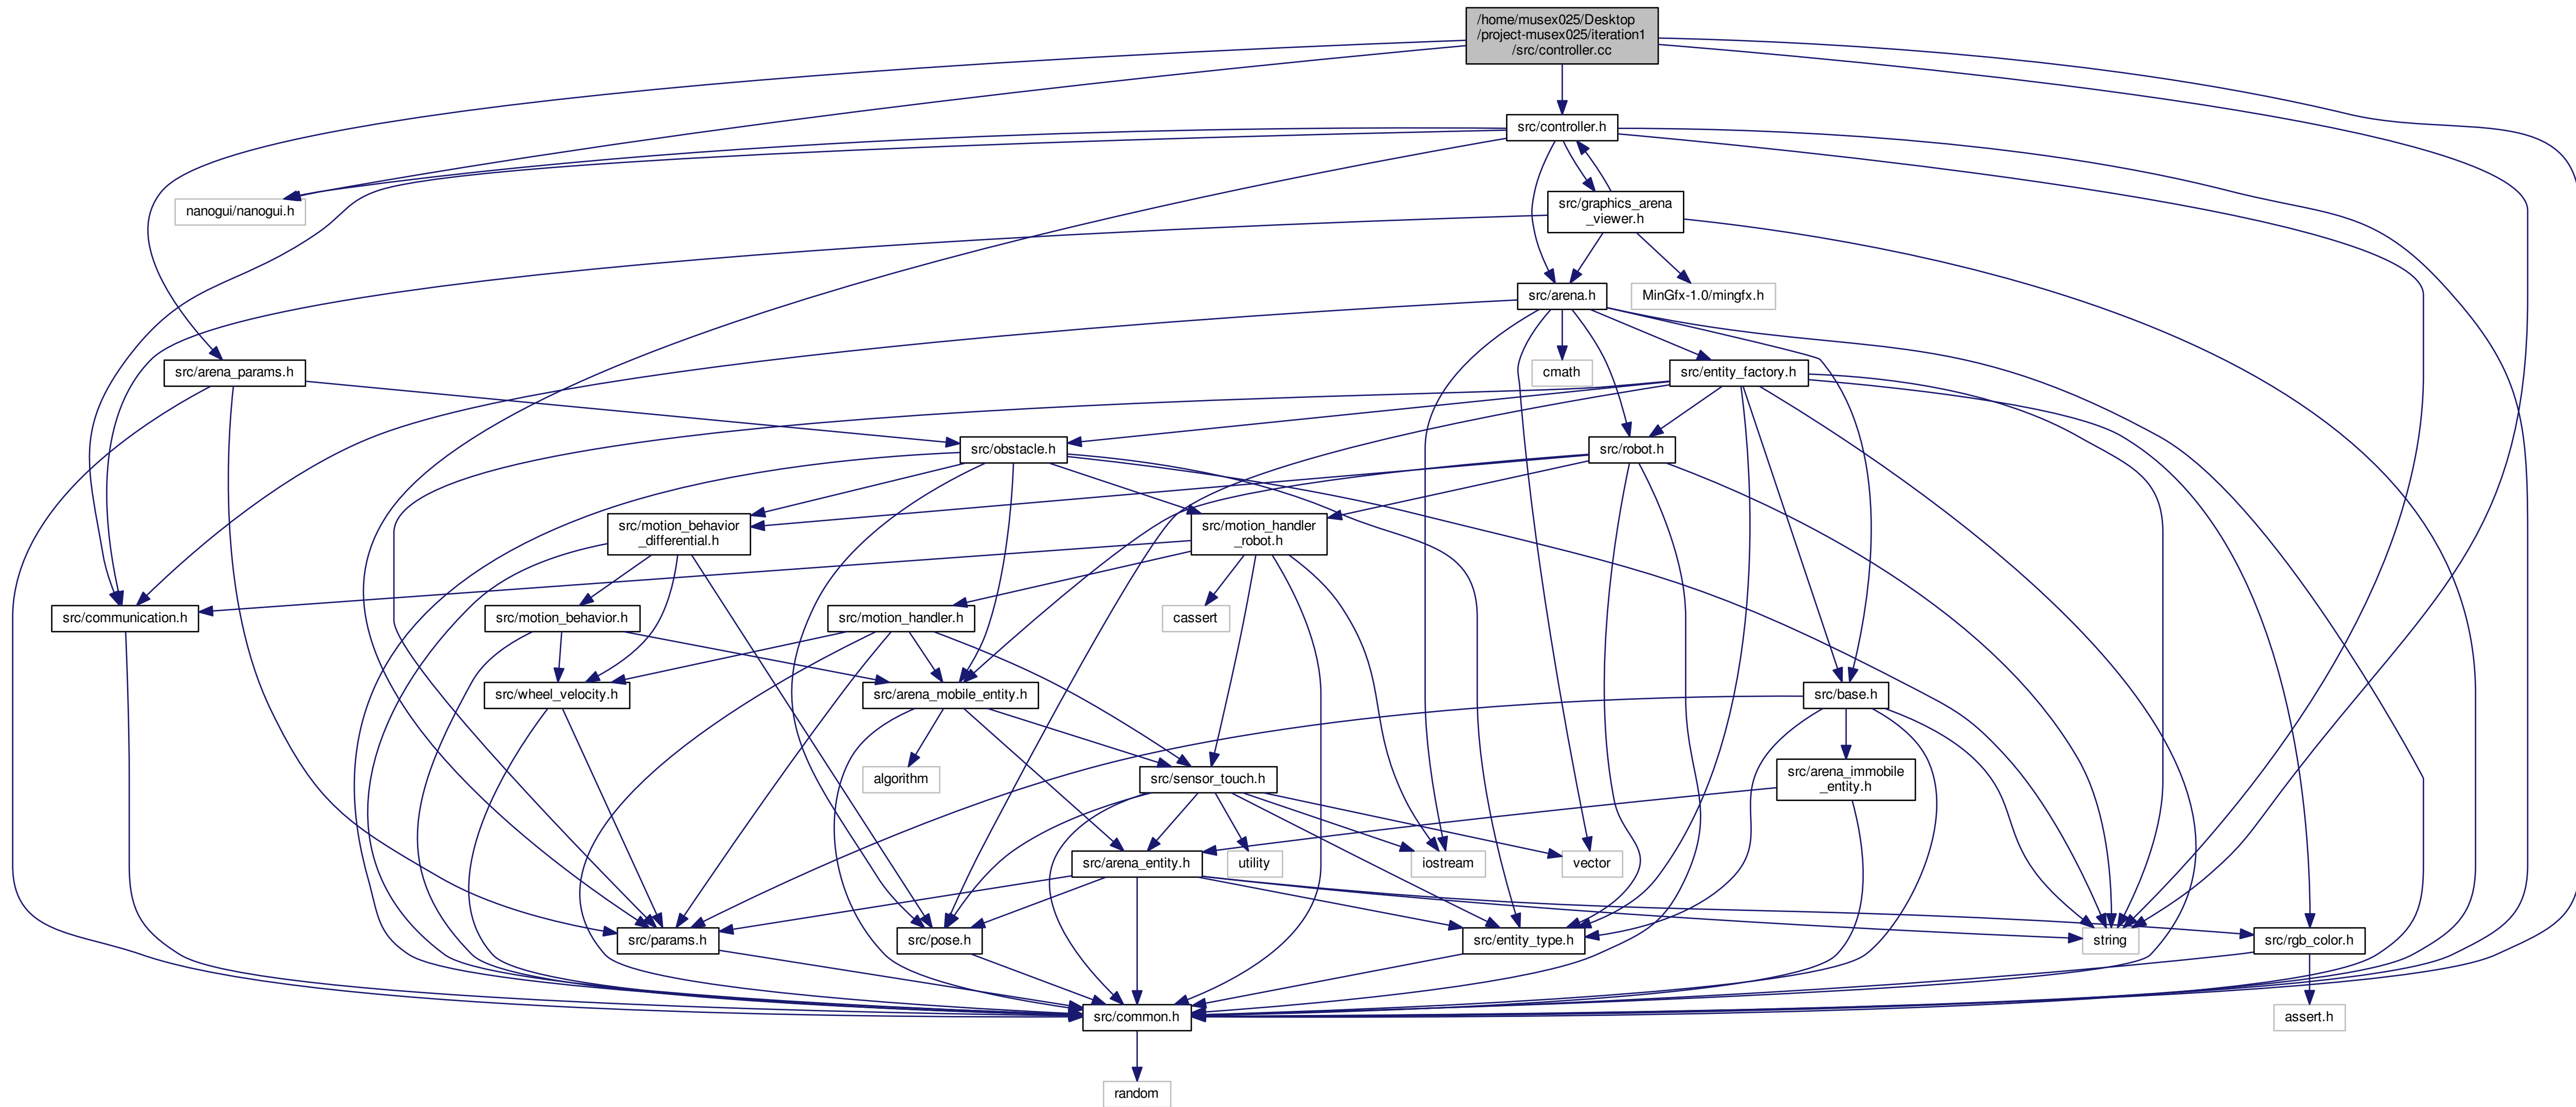 /home/musex025/Desktop
/project-musex025/iteration1
/src/controller.cc
src/controller.h
nanogui/nanogui.h
src/graphics_arena
_viewer.h
src/arena.h
MinGfx-1.0/mingfx.h
src/arena_params.h
cmath
src/entity_factory.h
src/obstacle.h
src/robot.h
src/motion_behavior
_differential.h
src/motion_handler
_robot.h
src/communication.h
src/motion_behavior.h
src/motion_handler.h
cassert
src/wheel_velocity.h
src/arena_mobile_entity.h
src/base.h
algorithm
src/sensor_touch.h
src/arena_immobile
_entity.h
src/arena_entity.h
utility
iostream
vector
src/params.h
src/pose.h
src/entity_type.h
string
src/rgb_color.h
src/common.h
assert.h
random